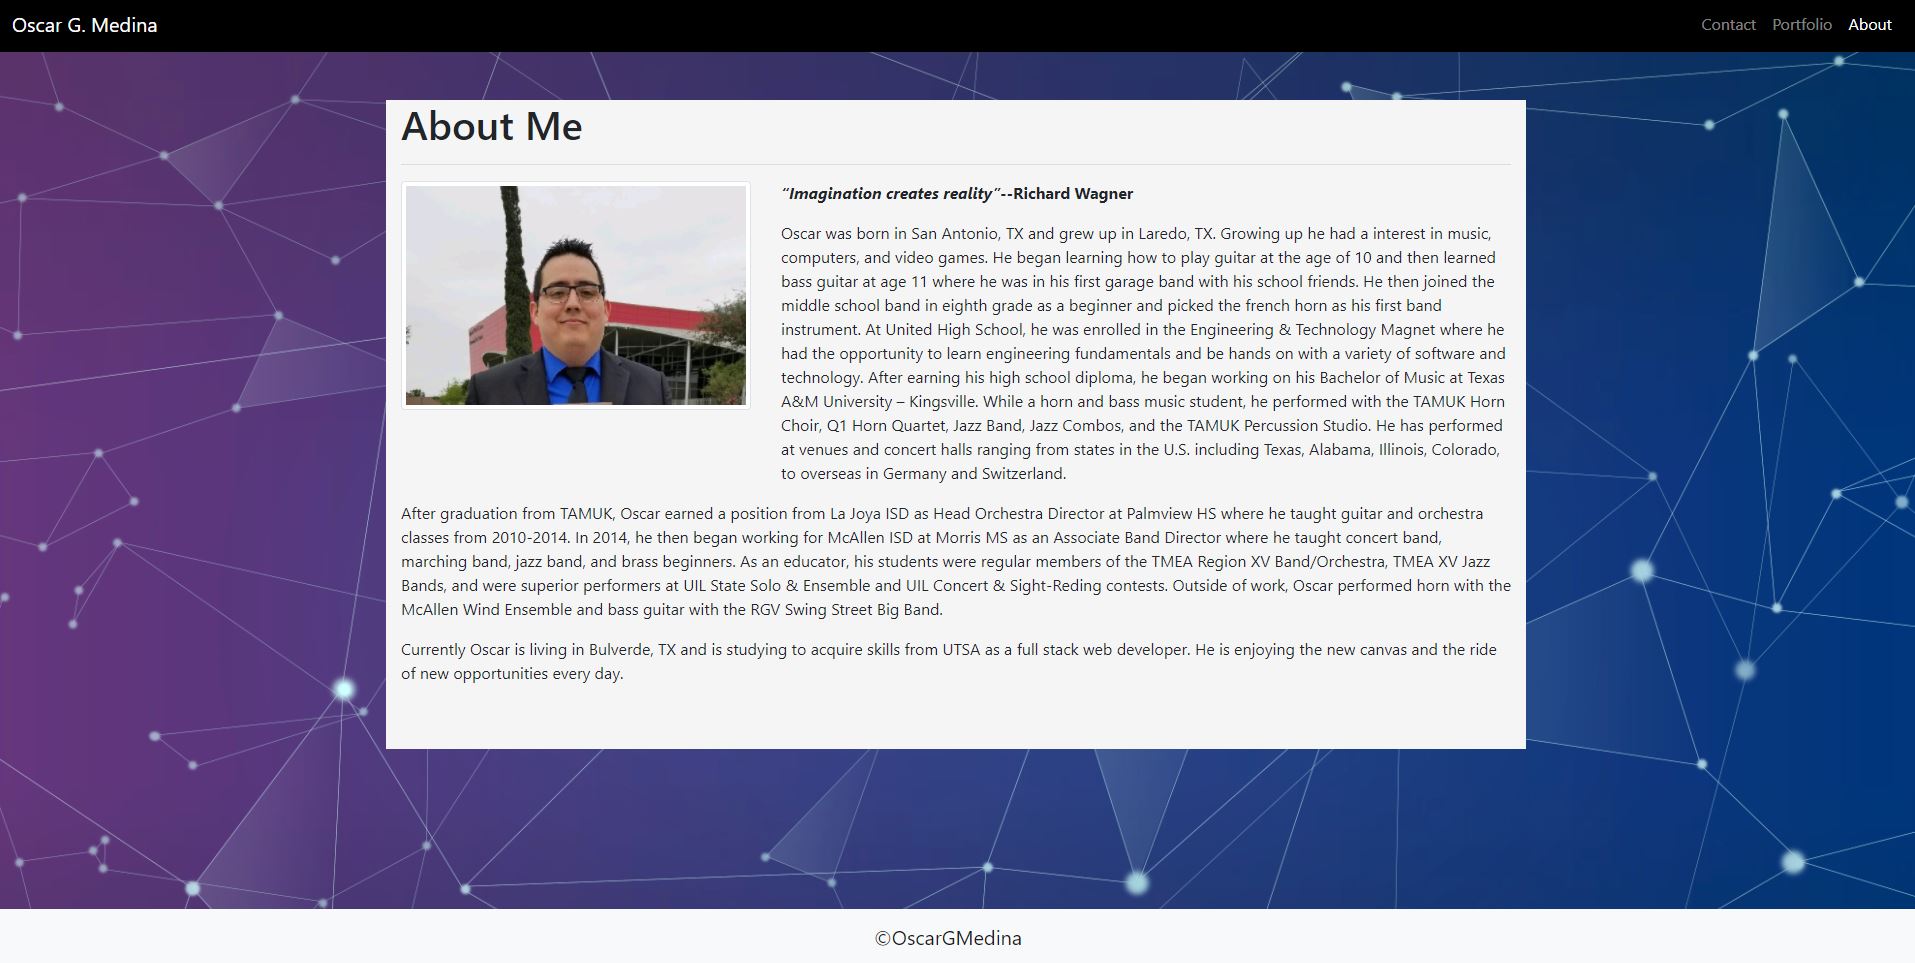 Oscar G. Medina
Contact Portfolio About
About Me
“Imagination creates reality”--Richard Wagner
Oscar was born in San Antonio, TX and grew up in Laredo, TX. Growing up he had a interest in music,
computers, and video games. He began learning how to play guitar at the age of 10 and then learned
bass guitar at age 11 where he was in his first garage band with his school friends. He then joined the
middle school band in eighth grade as a beginner and picked the french horn as his first band
instrument. At United High School, he was enrolled in the Engineering & Technology Magnet where he
had the opportunity to learn engineering fundamentals and be hands on with a variety of software and
technology. After earning his high school diploma, he began working on his Bachelor of Music at Texas
A&M University – Kingsville. While a horn and bass music student, he performed with the TAMUK Horn
Choir, Q1 Horn Quartet, Jazz Band, Jazz Combos, and the TAMUK Percussion Studio. He has performed
at venues and concert halls ranging from states in the U.S. including Texas, Alabama, Illinois, Colorado,
to overseas in Germany and Switzerland.
After graduation from TAMUK, Oscar earned a position from La Joya ISD as Head Orchestra Director at Palmview HS where he taught guitar and orchestra
classes from 2010-2014. In 2014, he then began working for McAllen ISD at Morris MS as an Associate Band Director where he taught concert band,
marching band, jazz band, and brass beginners. As an educator, his students were regular members of the TMEA Region XV Band/Orchestra, TMEA XV Jazz
Bands, and were superior performers at UIL State Solo & Ensemble and UIL Concert & Sight-Reding contests. Outside of work, Oscar performed horn with the
McAllen Wind Ensemble and bass guitar with the RGV Swing Street Big Band.
Currently Oscar is living in Bulverde, TX and is studying to acquire skills from UTSA as a full stack web developer. He is enjoying the new canvas and the ride
of new opportunities every day.
©OscarGMedina